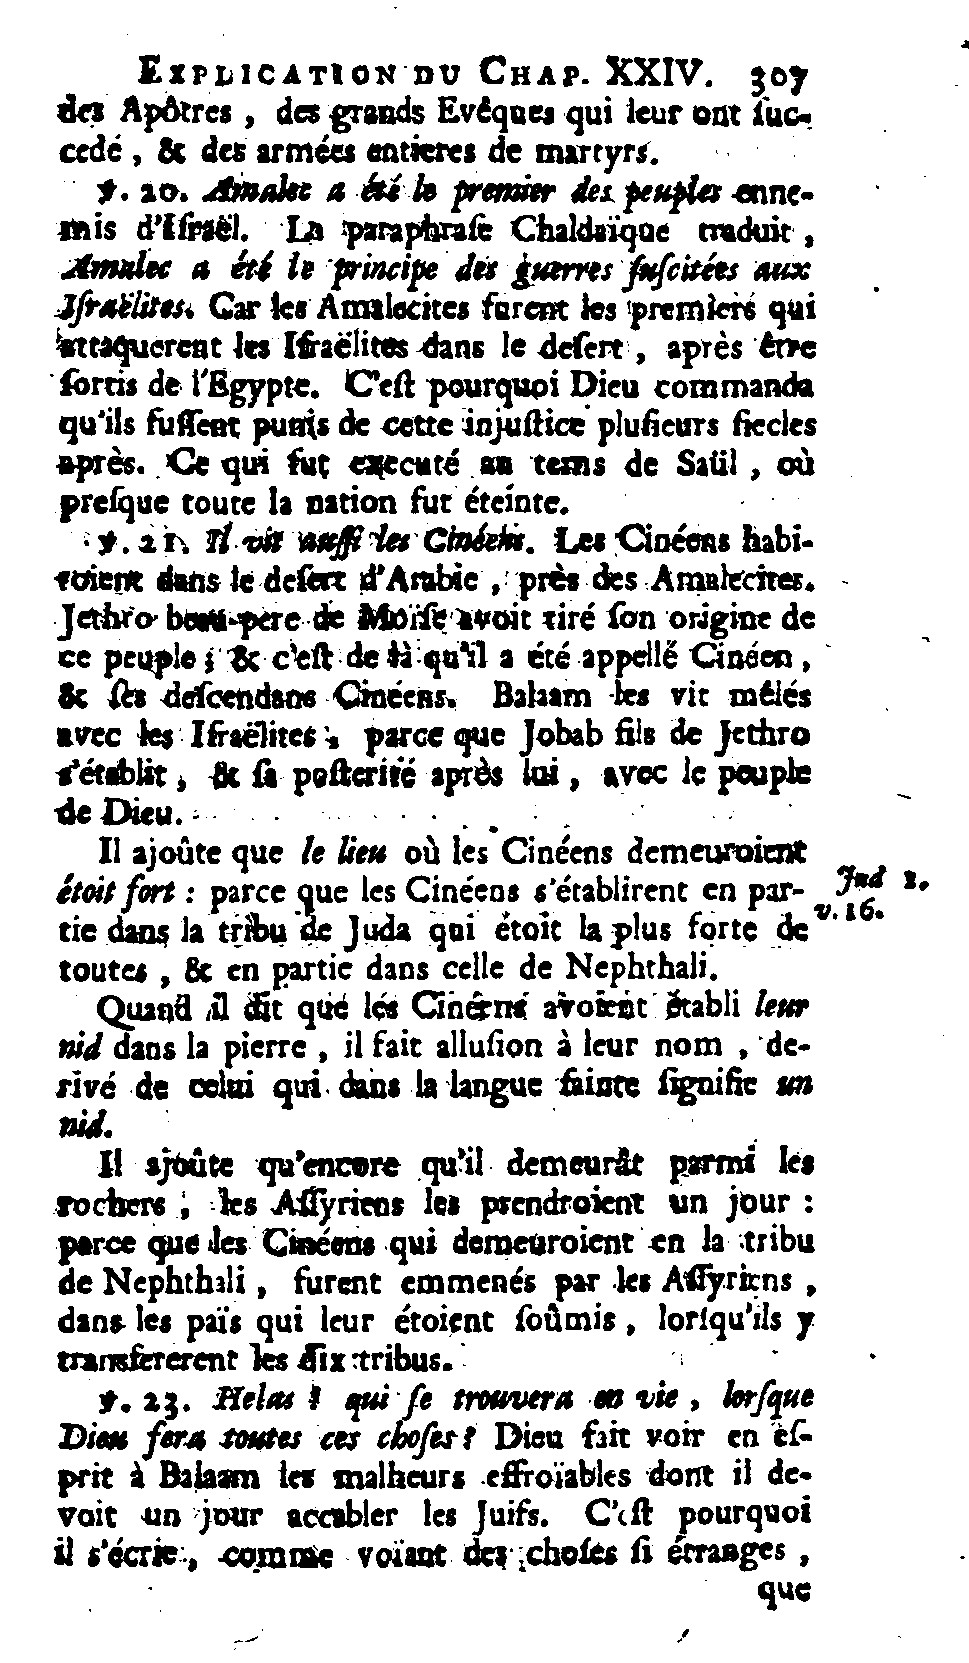 EXPLICATION DU CHAP. XXIV. 307
des Apôtres, des grands Evêques qui leur ont ſuc-
cedé, & des armées entieres de martyrs.
℣. 20. Amalec a été le premier des peuples enne-
mis d'Iſraël. La paraphraſe Chaldaïque traduit,
Amalec a été le principe des guerres ſuſcitées aux
Iſraëlites. Car les Amalecites furent les premiers qui
attaquerent les Iſraëlites dans le deſert, après être
ſortis de l'Egypte. C'eſt pourquoi Dieu commanda
qu'ils fuſſent punis de cette injuſtice pluſieurs ſiecles
après. Ce qui fut executé au tems de Saül, où
preſque toute la nation fut éteinte.
℣. 21. Il vit auſſi les Cinéens. Les Cinéens habi-
toient dans le deſert d'Arabie, près des Amalecites.
Jethro beau-pere de Moïſe avoit tiré ſon origine de
ce peuple; & c'eſt de là qu'il a été appellé Cinéen,
& ſes deſcendans Cinéens. Balaam les vit mêlés
avec les Iſraëlites, parce que Jobab fils de Jethro
s'établit, & ſa poſterité après lui, avec le peuple
de Dieu.
Il ajoûte que le lieu où les Cinéens demeuroient
étoit fort: parce que les Cinéens s'établirent en par-
tie dans la tribu de Juda qui étoit la plus forte de
toutes, & en partie dans celle de Nephthali.
Jud 1.
v. 16.
Quand il dit que les Cinéens avoient établi leur
nid dans la pierre, il fait alluſion à leur nom, de-
rivé de celui qui dans la langue ſainte ſignifie un
nid.
Il ajoûte qu'encore qu'il demeurât parmi les
rochers, les Aſſyriens les prendroient un jour:
parce que les Cinéens qui demeuroient en la tribu
de Nephthali, furent emmenés par les Aſſyriens,
dans les païs qui leur étoient ſoûmis, lorſqu'ils y
transfererent les dix tribus.
℣. 23. Helas! qui ſe trouvera en vie, lorſque
Dieu fera toutes ces choſes? Dieu fait voir en eſ-
prit à Balaam les malheurs effroïables dont il de-
voit un jour accabler les Juifs. C'eſt pourquoi
il s'écrie, comme voïant des choſes ſi étranges,
que